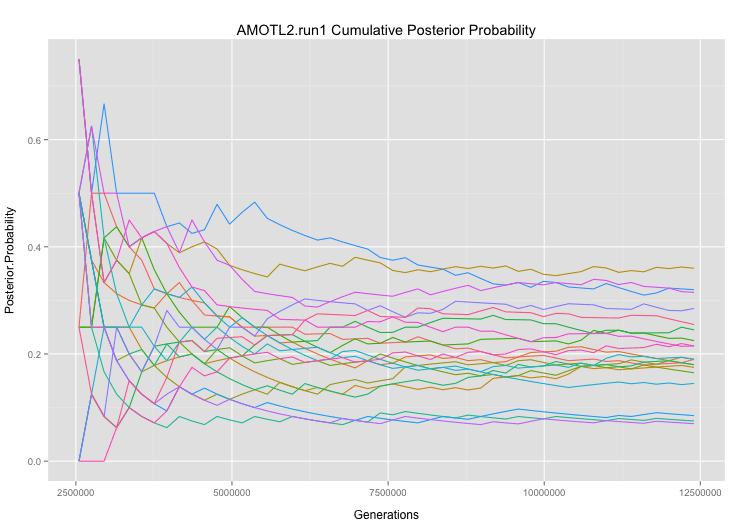 AMOTL2.run1 Cumulative Posterior Probability
Posterior Probability
0.6
0.4
0.2
0.0
2500000 5000000 7500000 10000000 12500000
Generations